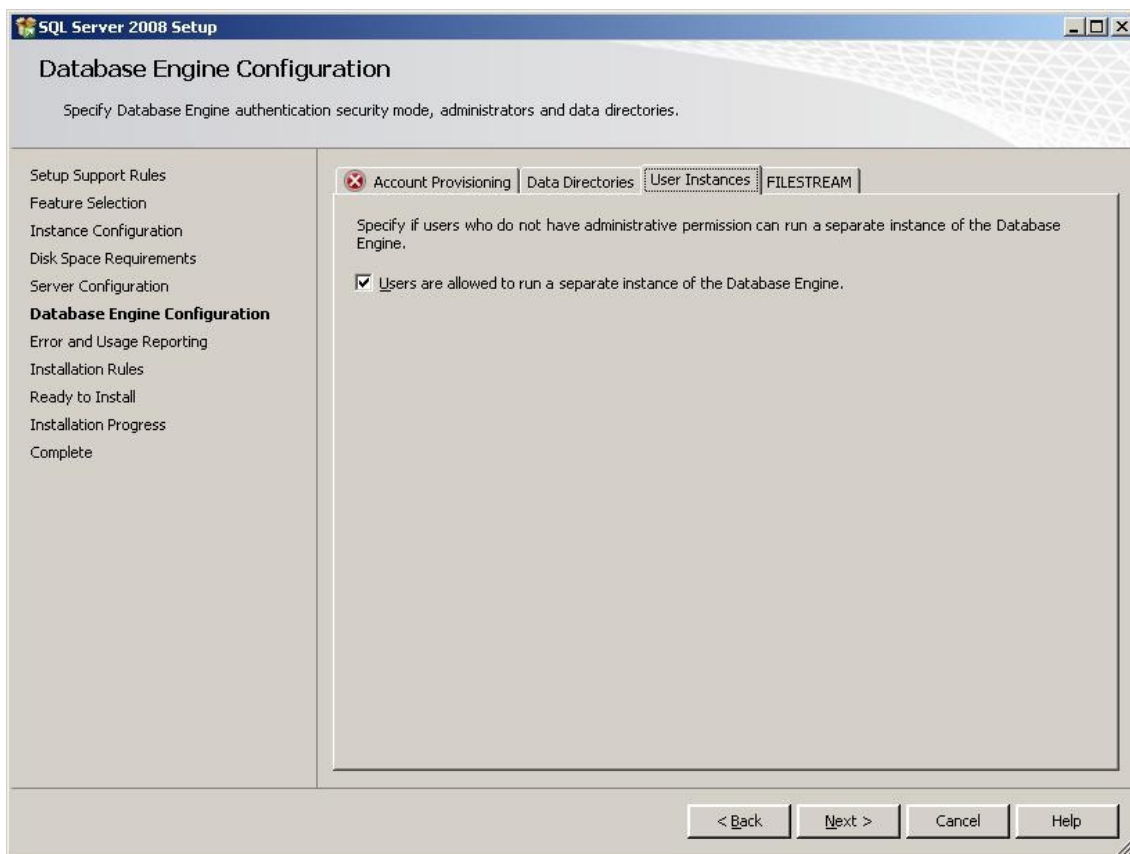 SQL Server 2008 Setup
Database Engine Configuration
Specify Database Engine authentication security mode, administrators and data directories.
Setup Support Rules
Feature Selection
Instance Configuration
Disk Space Requirements
Server Configuration
Database Engine Configuration
Error and Usage Reporting
Installation Rules
Ready to Install
Installation Progress
Complete
Account Provisioning Data Directories User Instances FILESTREAM
Specify if users who do not have administrative permission can run a separate instance of the Database
Engine.
Users are allowed to run a separate instance of the Database Engine.
< Back Next > Cancel Help